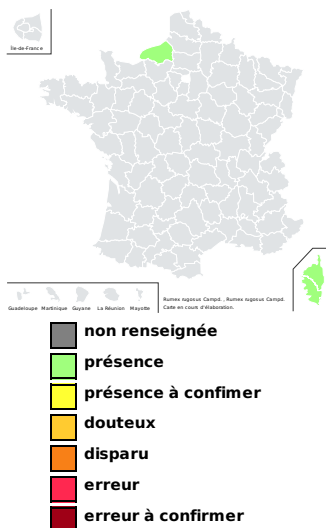 Île-de-France
Guadeloupe Martinique Guyane La Réunion Mayotte
Rumex rugosus Campd. , Rumex rugosus Campd.
Carte en cours d'élaboration.
non renseignée
présence
présence à confimer
douteux
disparu
erreur
erreur à confirmer